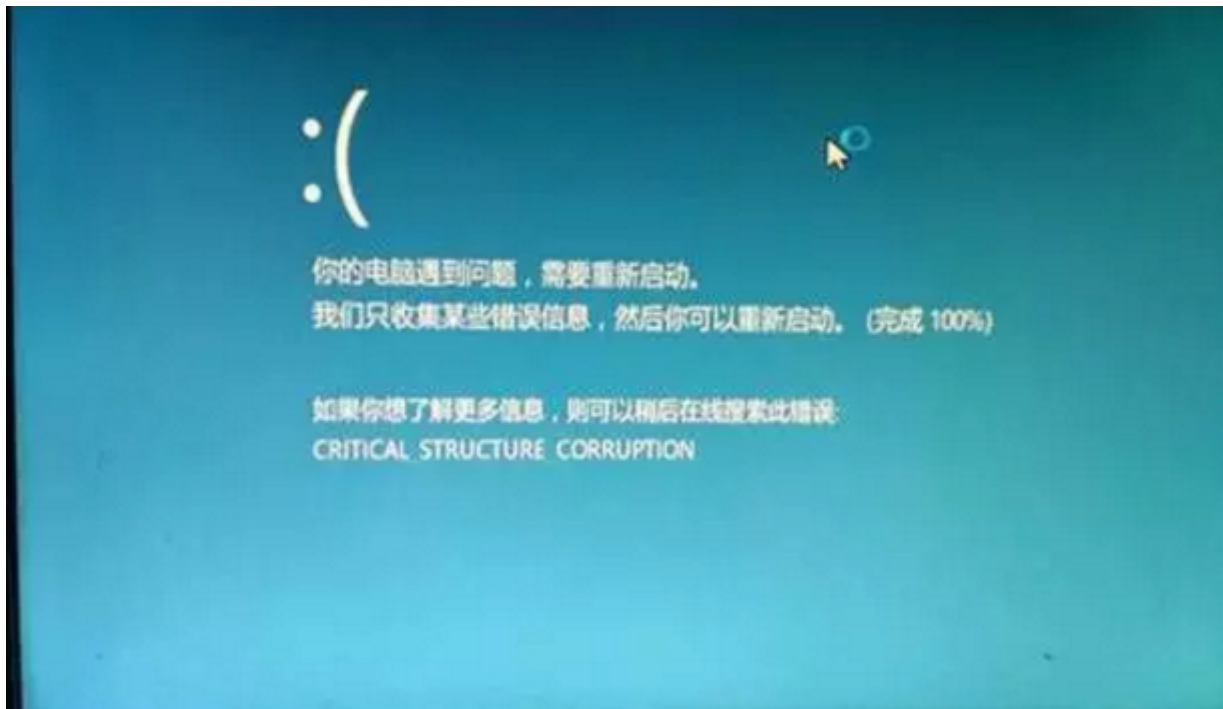 :(
你的电脑遇到问题，需要重新启动。
我们只收集某些错误信息，然后你可以重新启动。 (完成 100%)
如果你想了解更多信息，则可以稍后在线搜索此错误:
CRITICAL_STRUCTURE_CORRUPTION